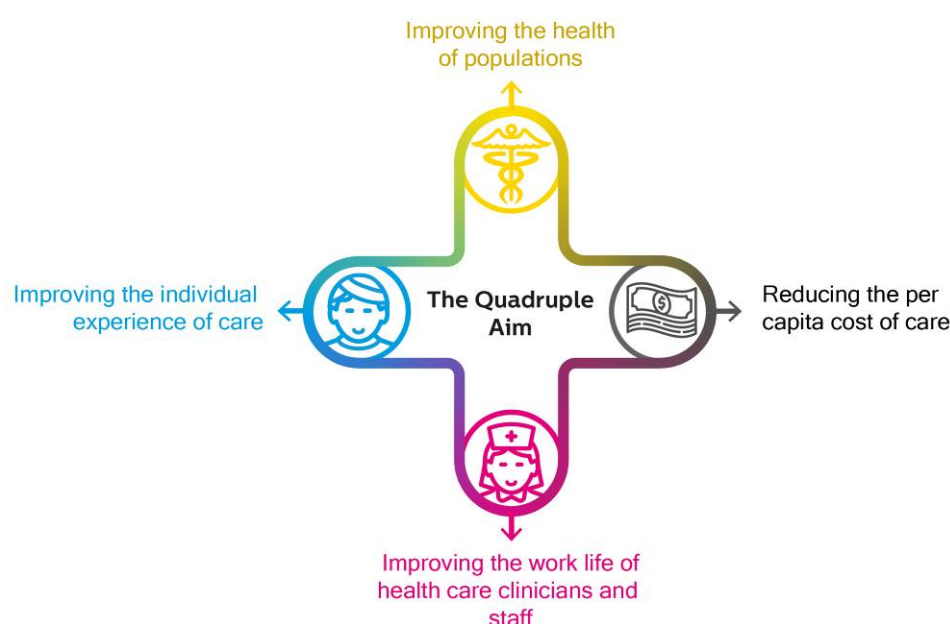 Improving the health
of populations
Improving the individual
experience of care
The Quadruple
Aim
$
Reducing the per
capita cost of care
Improving the work life of
health care clinicians and
staff